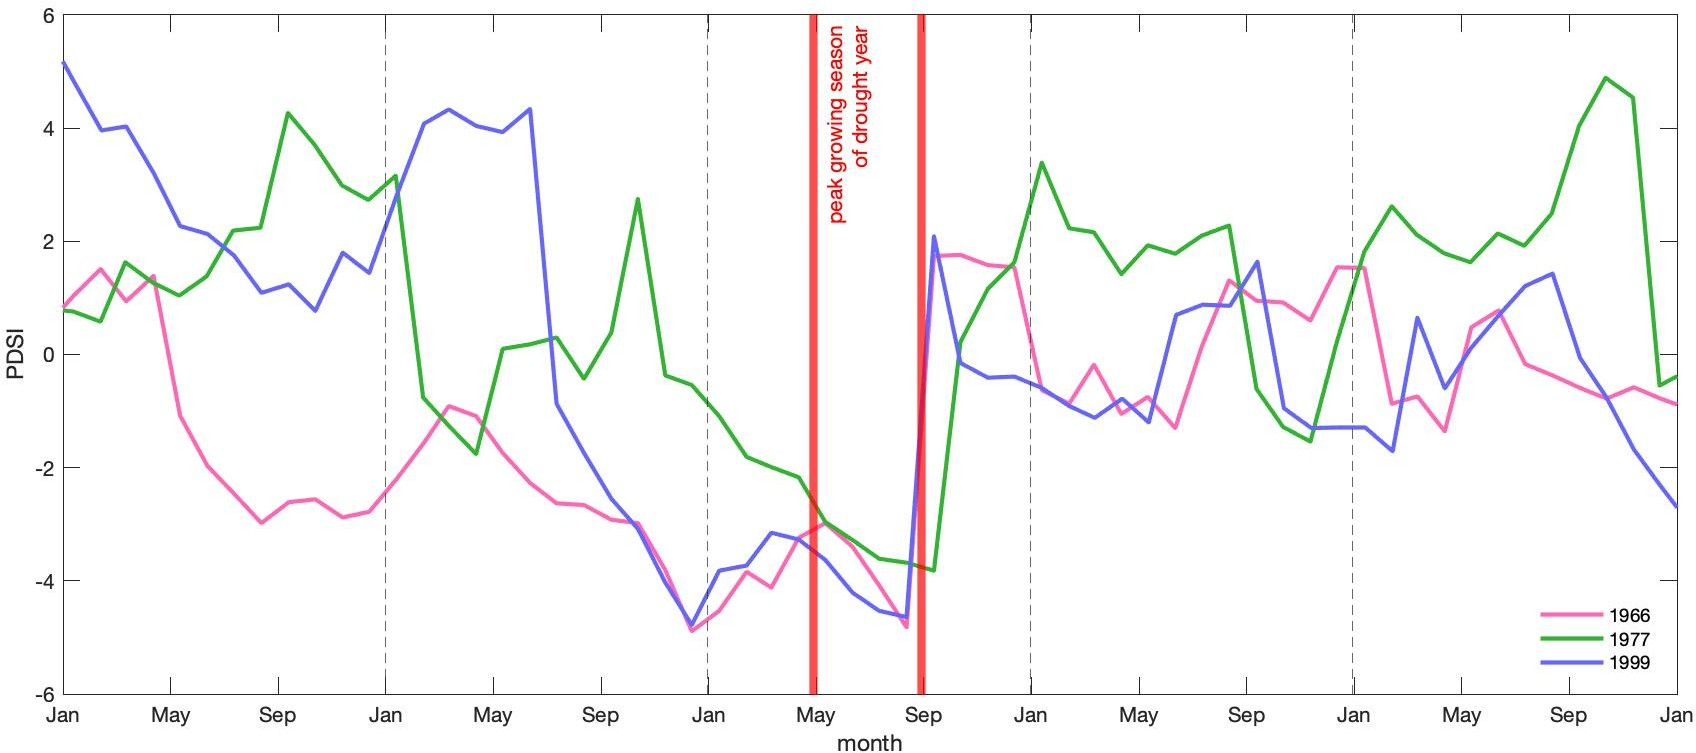 6
4
2
0
-2
-4
-6
PDSI
peak growing season
of drought year
1966
1977
1999
Jan May Sep Jan May Sep Jan May Sep Jan May Sep Jan May Sep Jan
month